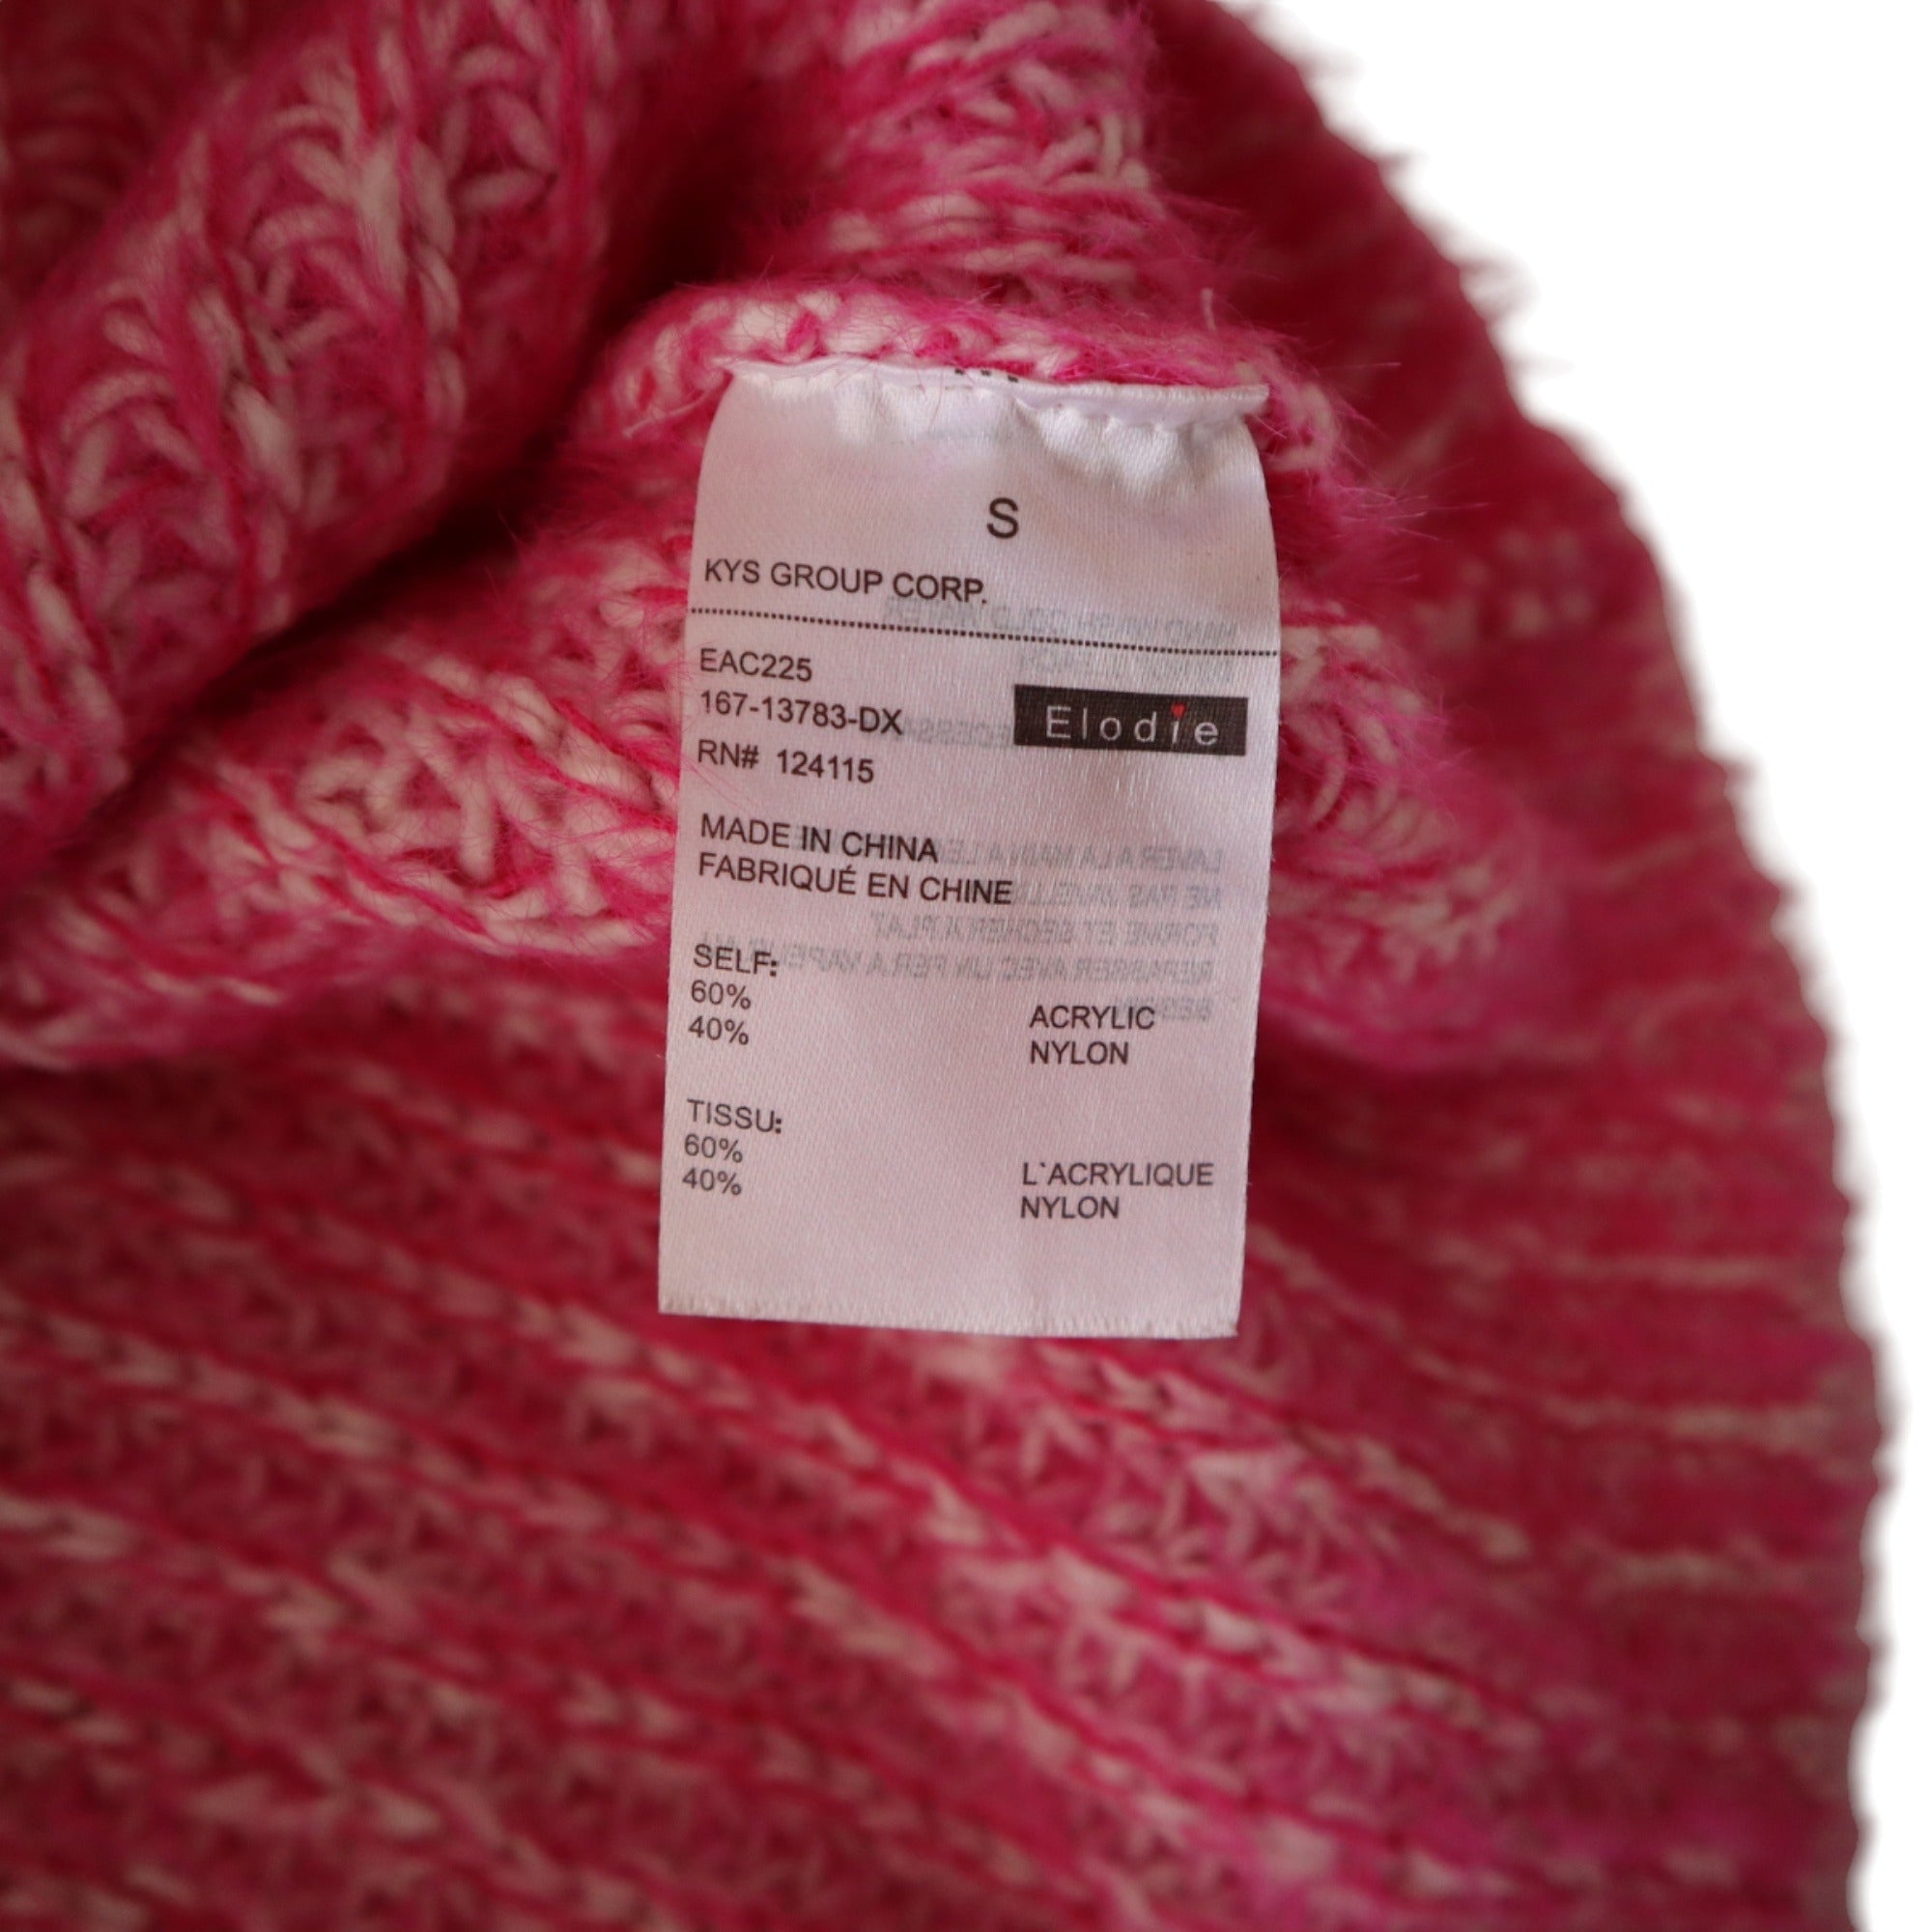 S
KYS GROUP CORP.
EAC225
167-13783-DX
Elodie
RN# 124115
MADE IN CHINA
FABRIQUÉ EN CHINE
SELF:
60% ACRYLIC
40% NYLON
TISSU:
60% L`ACRYLIQUE
40% NYLON